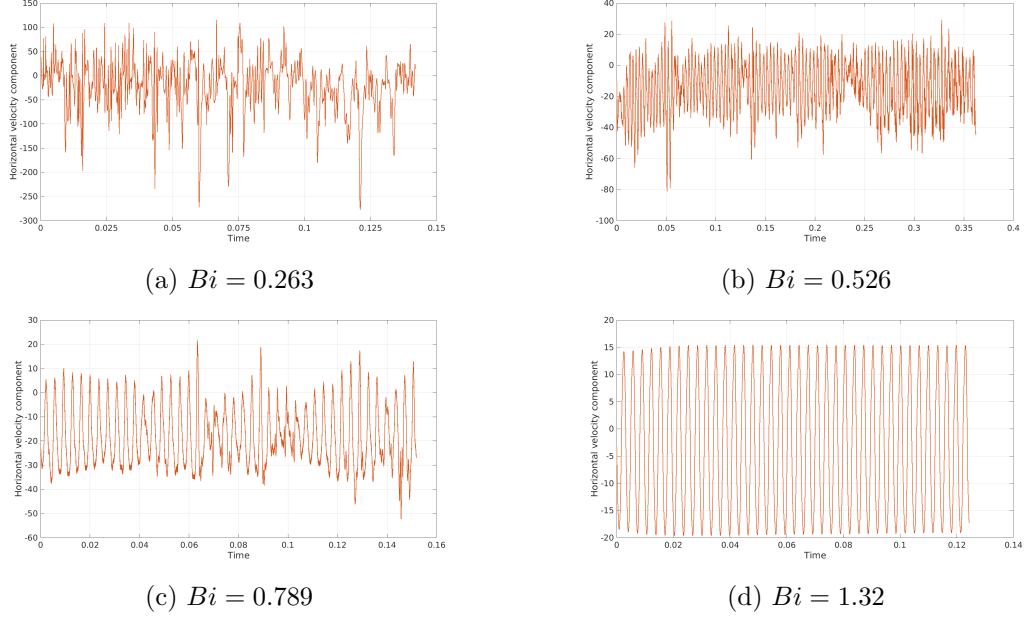 150
100
50
0
-50
-100
-150
-200
-250
-300
0 0.025 0.05 0.075 0.1 0.125 0.15
Horizontal velocity component
Time
(a) Bi = 0.263
40
20
0
-20
-40
-60
-80
-100
0 0.05 0.1 0.15 0.2 0.25 0.3 0.35 0.4
Horizontal velocity component
Time
(b) Bi = 0.526
30
20
10
0
-10
-20
-30
-40
-50
-60
0 0.02 0.04 0.06 0.08 0.1 0.12 0.14 0.16
Horizontal velocity component
Time
(c) Bi = 0.789
20
15
10
5
0
-5
-10
-15
-20
0 0.02 0.04 0.06 0.08 0.1 0.12 0.14
Horizontal velocity component
Time
(d) Bi = 1.32